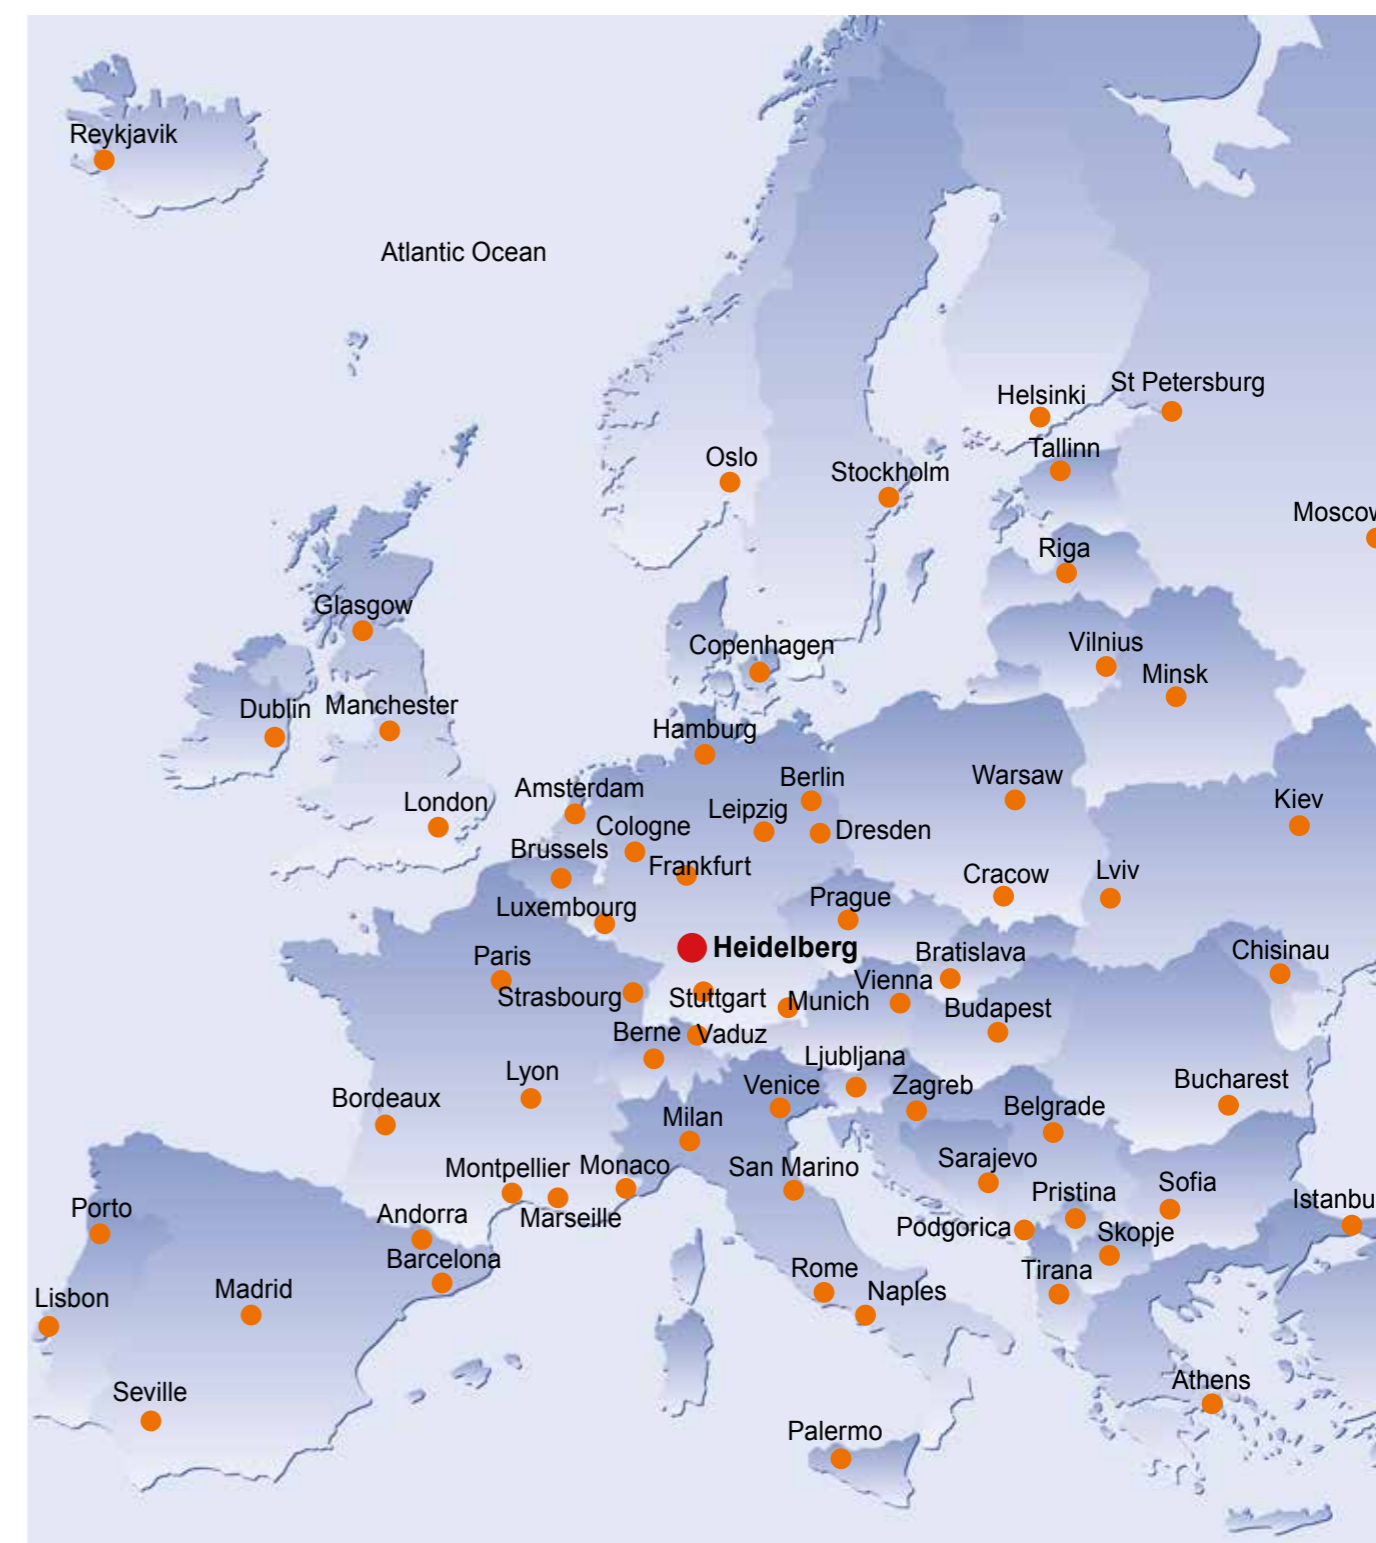 Reykjavik
Atlantic Ocean
St Petersburg
Helsinki
Tallinn
Oslo
Stockholm
Moscow
Riga
Glasgow
Copenhagen
Vilnius
Minsk
Dublin
Manchester
Hamburg
Berlin
Warsaw
Amsterdam
London
Leipzig
Kiev
Cologne
Dresden
Brussels
Frankfurt
Cracow
Lviv
Prague
Luxembourg
Heidelberg
Bratislava
Chisinau
Paris
Vienna
Strasbourg
Stuttgart
Munich
Budapest
Berne
Vaduz
Ljubljana
Lyon
Venice
Zagreb
Bucharest
Bordeaux
Belgrade
Milan
Sarajevo
Montpellier
Monaco
San Marino
Sofia
Pristina
Istanbu
Porto
Andorra
Marseille
Podgorica
Skopje
Barcelona
Rome
Tirana
Madrid
Naples
Lisbon
Athens
Seville
Palermo